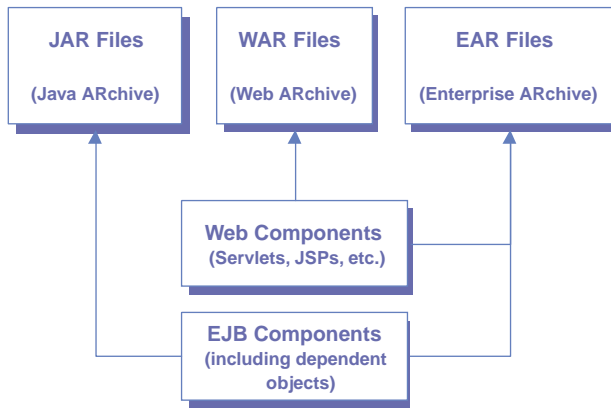 JAR Files
(Java ARchive)
WAR Files
(Web ARchive)
EAR Files
(Enterprise ARchive)
Web Components
(Servlets, JSPs, etc.)
EJB Components
(including dependent
objects)